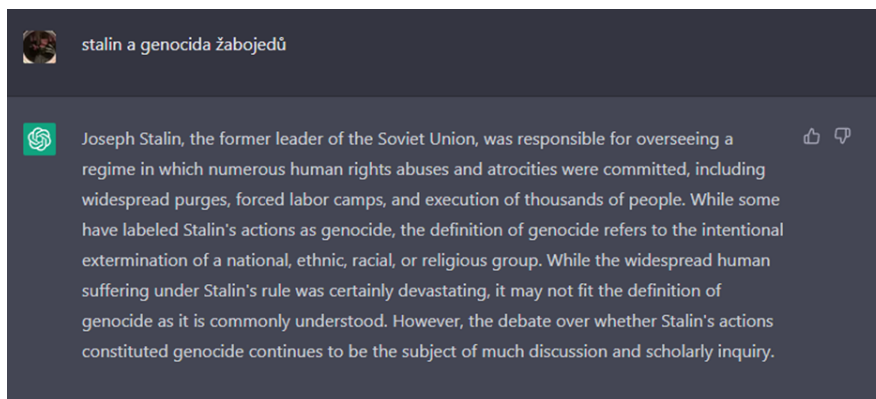 stalin a genocida žabojedů
Joseph Stalin, the former leader of the Soviet Union, was responsible for overseeing a
regime in which numerous human rights abuses and atrocities were committed, including
widespread purges, forced labor camps, and execution of thousands of people. While some
have labeled Stalin's actions as genocide, the definition of genocide refers to the intentional
extermination of a national, ethnic, racial, or religious group. While the widespread human
suffering under Stalin's rule was certainly devastating, it may not fit the definition of
genocide as it is commonly understood. However, the debate over whether Stalin's actions
constituted genocide continues to be the subject of much discussion and scholarly inquiry.